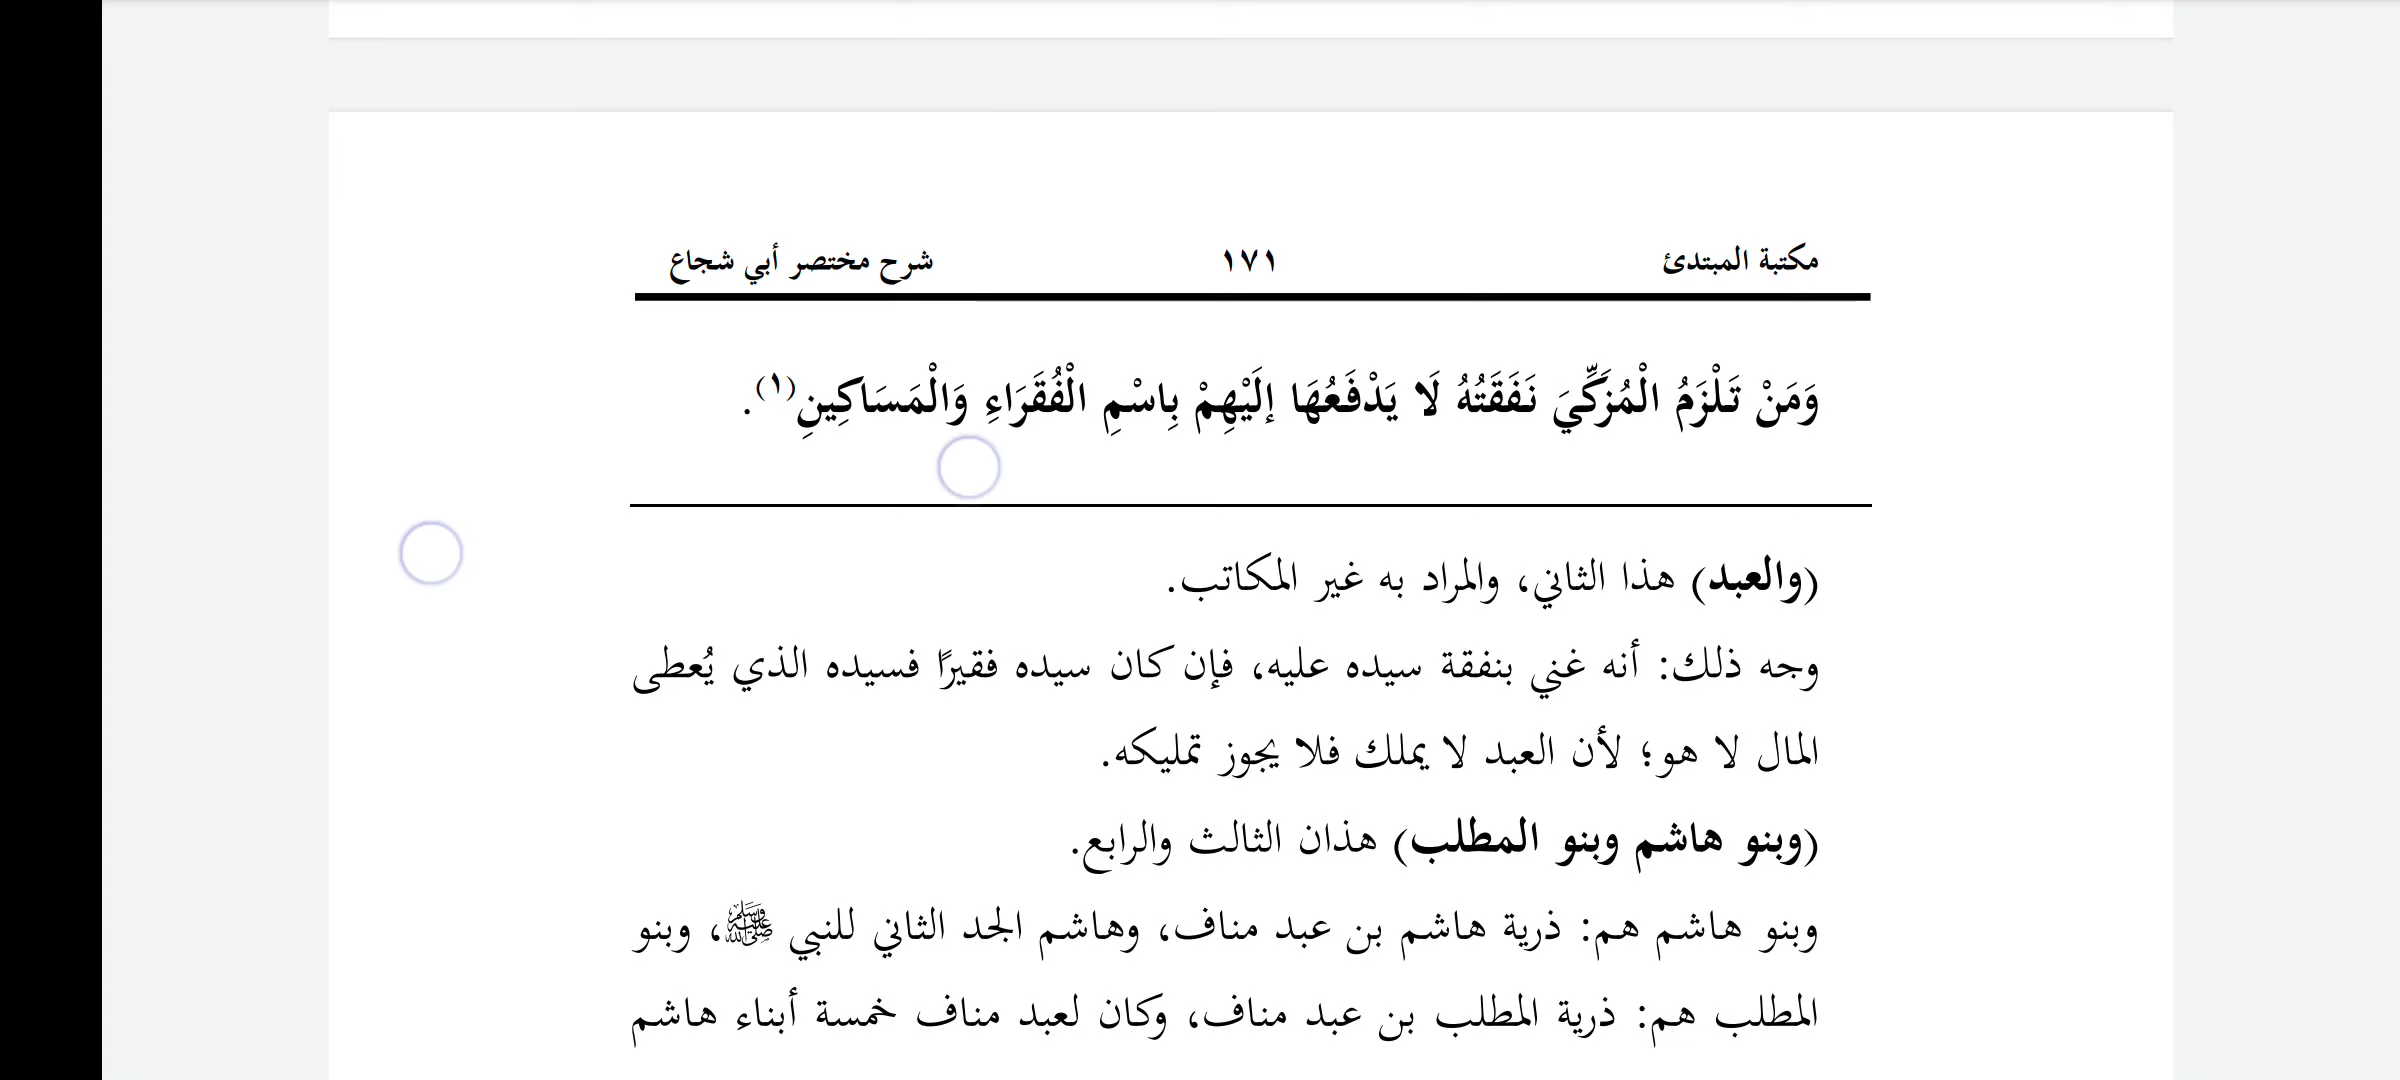 مكتبة المبتدئ ١٧١ شرح مختصر أبي شجاع
وَمَنْ تَلْزَمُ الْمُزَكِّيَ نَفَقَتُهُ لَا يَدْفَعُهَا إلَيْهِمْ بِاسْمِ الْفُقَرَاءِ وَالْمَسَاكِينِ(١).
(والعبد) هذا الثاني، والمراد به غير المكاتب.
وجه ذلك: أنه غني بنفقة سيده عليه، فإن كان سيده فقيرًا فسيده الذي يُعطى
المال لا هو؛ لأن العبد لا يملك فلا يجوز تمليكه.
(وبنو هاشم وبنو المطلب) هذان الثالث والرابع.
وبنو هاشم هم: ذرية هاشم بن عبد مناف، وهاشم الجد الثاني للنبي ﷺ، وبنو
المطلب هم: ذرية المطلب بن عبد مناف، وكان لعبد مناف خمسة أبناء هاشم